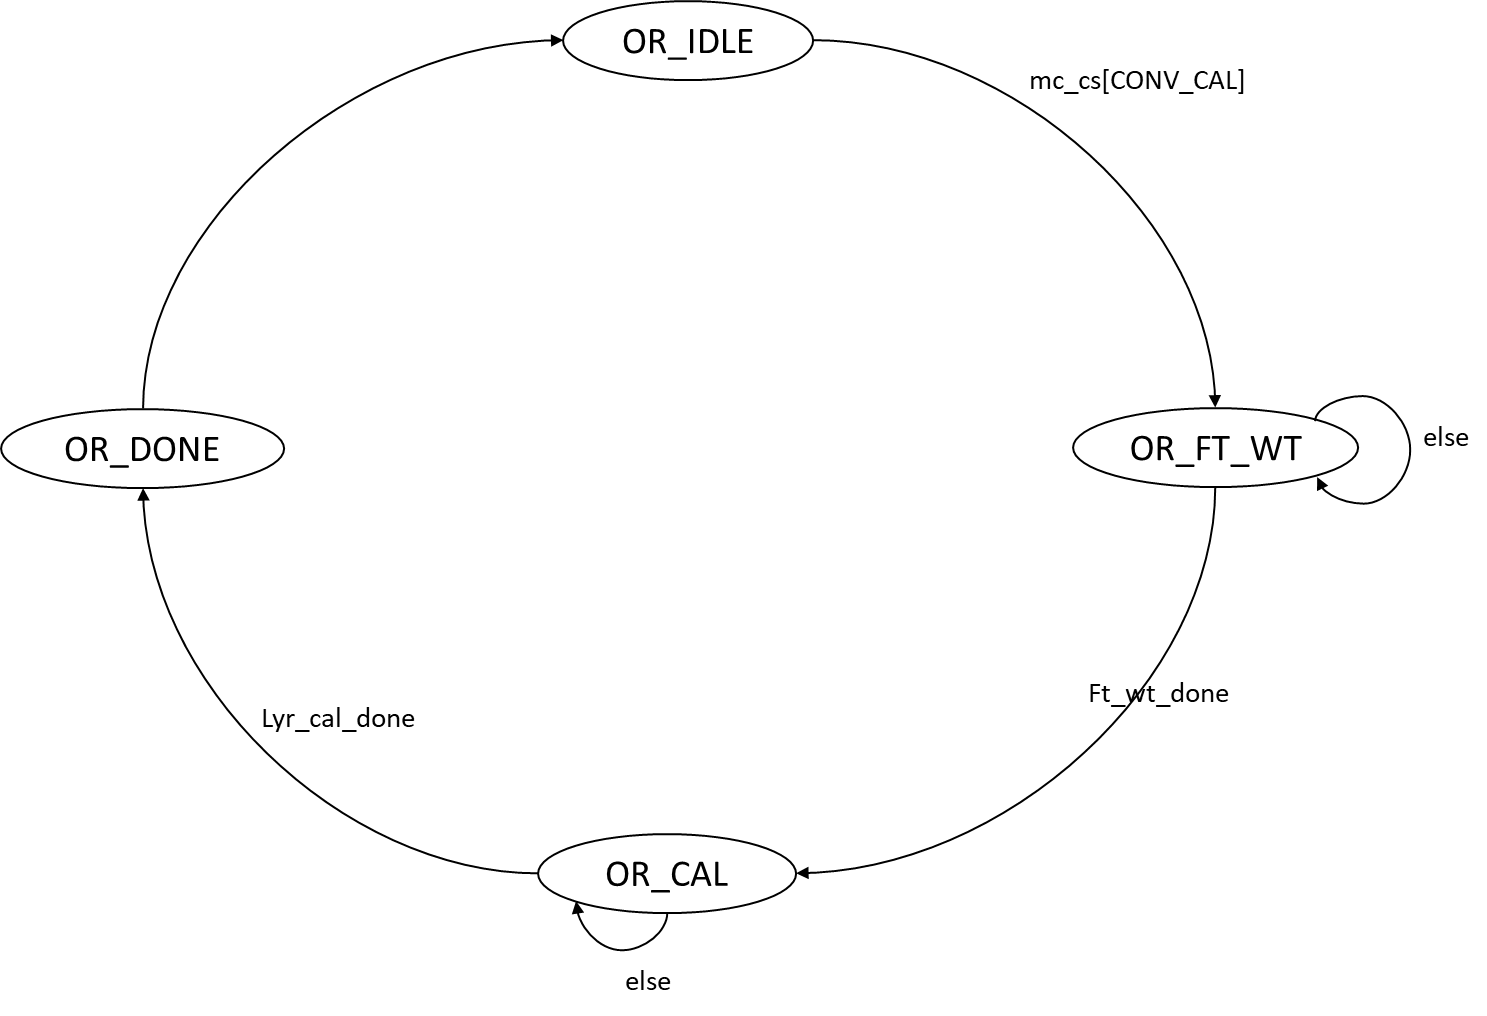 OR_IDLE
mc_cs[CONV_CAL]
OR_DONE
OR_FT_WT
else
Ft_wt_done
Lyr_cal_done
OR_CAL
else